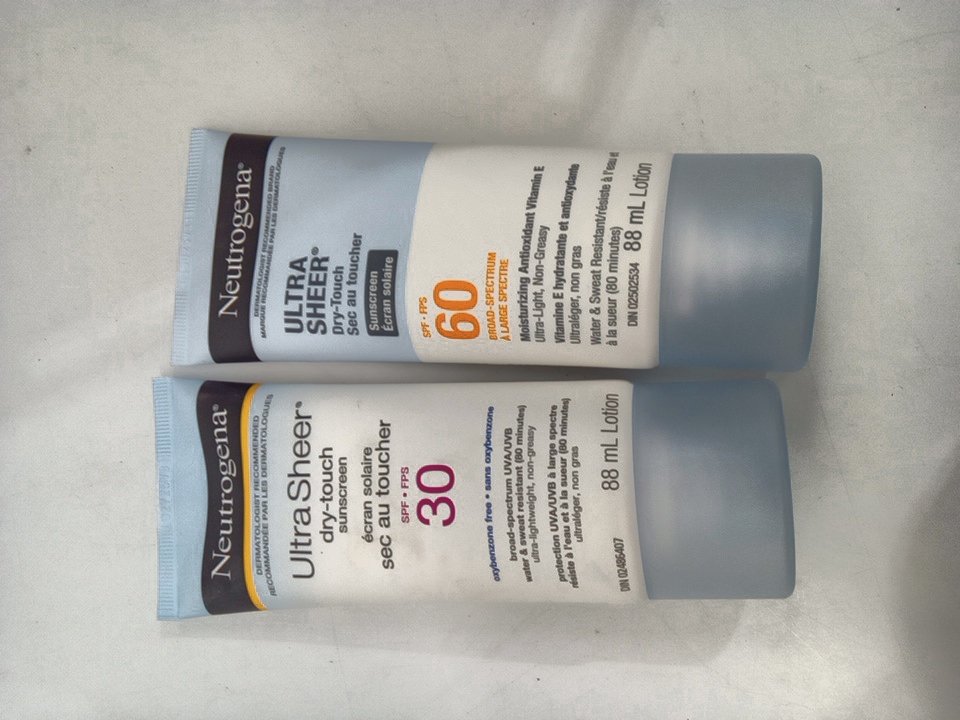 Neutrogena®
DERMATOLOGIST RECOMMENDED BRAND
MARQUE RECOMMANDÉE PAR LES DERMATOLOGUES
ULTRA
SHEER®
Dry-Touch
Sec au toucher
Sunscreen
Écran solaire
SPF • FPS
60
BROAD-SPECTRUM
À LARGE SPECTRE
Moisturizing Antioxidant Vitamin E
Ultra-Light, Non-Greasy
Vitamine E hydratante et antioxydante
Ultraléger, non gras
Water & Sweat Resistant/résiste à l'eau et
à la sueur (80 minutes)
DIN 02502534 88 mL Lotion
Neutrogena®
DERMATOLOGIST RECOMMENDED
RECOMMANDÉE PAR LES DERMATOLOGUES
Ultra Sheer®
dry-touch
sunscreen
écran solaire
sec au toucher
SPF • FPS
30
oxybenzone free • sans oxybenzone
broad-spectrum UVA/UVB
water & sweat resistant (80 minutes)
ultra-lightweight, non-greasy
protection UVA/UVB à large spectre
résiste à l'eau et à la sueur (80 minutes)
ultraléger, non gras
DIN 02486407 88 mL Lotion